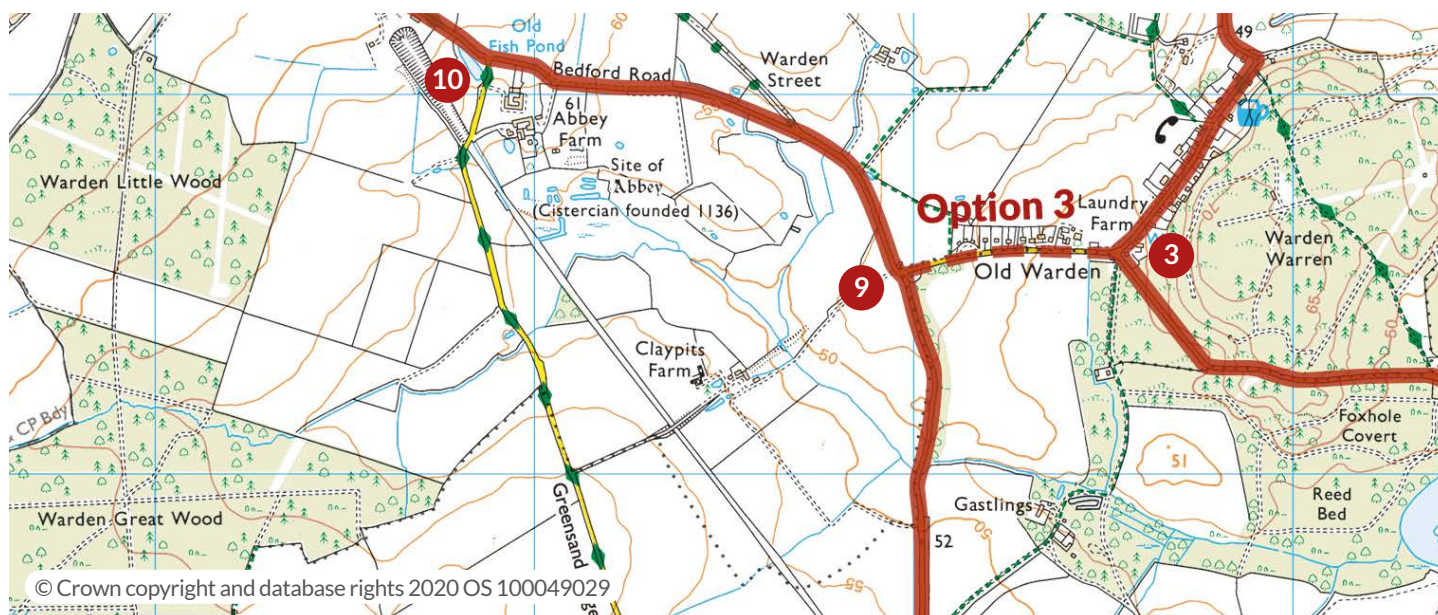 Old
Fish Pond
60
49
10
Bedford Road
Warden
Street
61
Abbey
Farm
55
Site of
Abbey
(Cistercian founded 1136)
Warden Little Wood
Option 3
Laundry
Farm
70
Warden
Warren
3
Old Warden
9
65
50
50
Claypits
Farm
CP Bdy
Foxhole
Covert
51
Reed
Bed
Gastlings
Warden Great Wood
Greensand
50
52
55
© Crown copyright and database rights 2020 OS 100049029